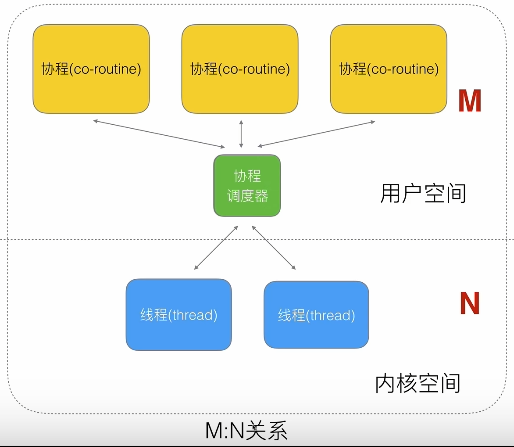 协程(co-routine) 协程(co-routine) 协程(co-routine)
M
协程
调度器
用户空间
线程(thread) 线程(thread)
N
内核空间
M:N关系